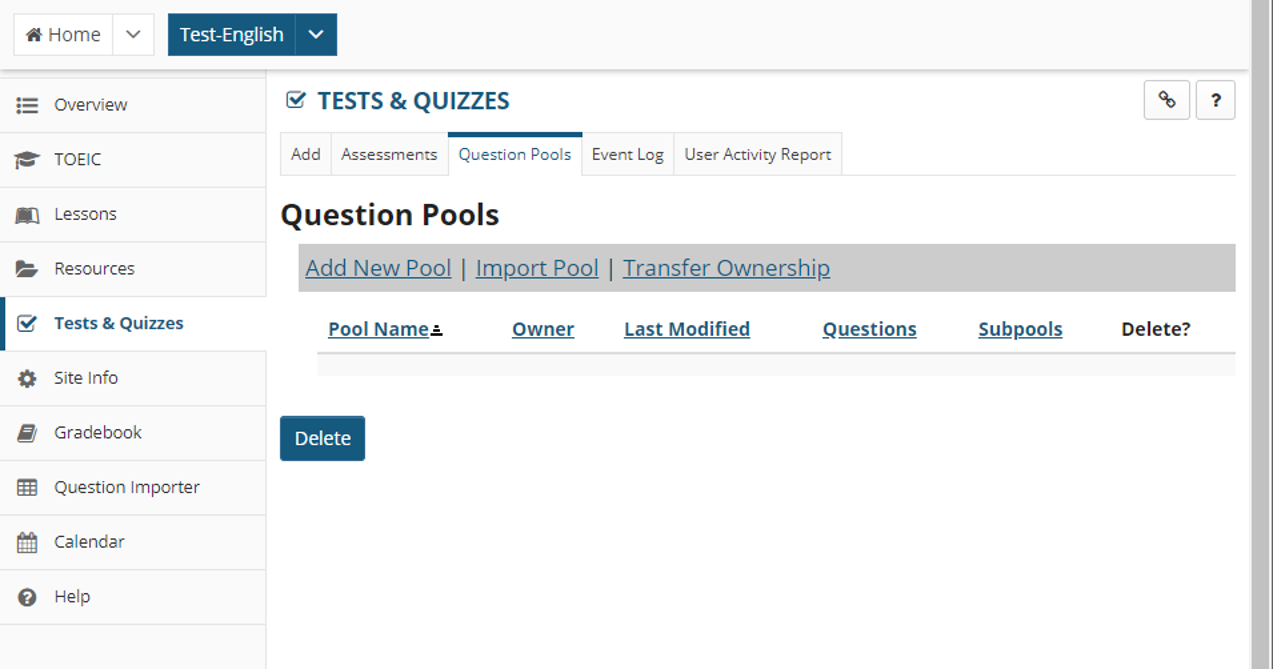 Home
Test-English
Overview
TOEIC
Lessons
Resources
Tests & Quizzes
Site Info
Gradebook
Question Importer
Calendar
Help
TESTS & QUIZZES
?
Add Assessments Question Pools Event Log User Activity Report
Question Pools
Add New Pool | Import Pool | Transfer Ownership
Pool Name Owner Last Modified Questions Subpools Delete?
Delete